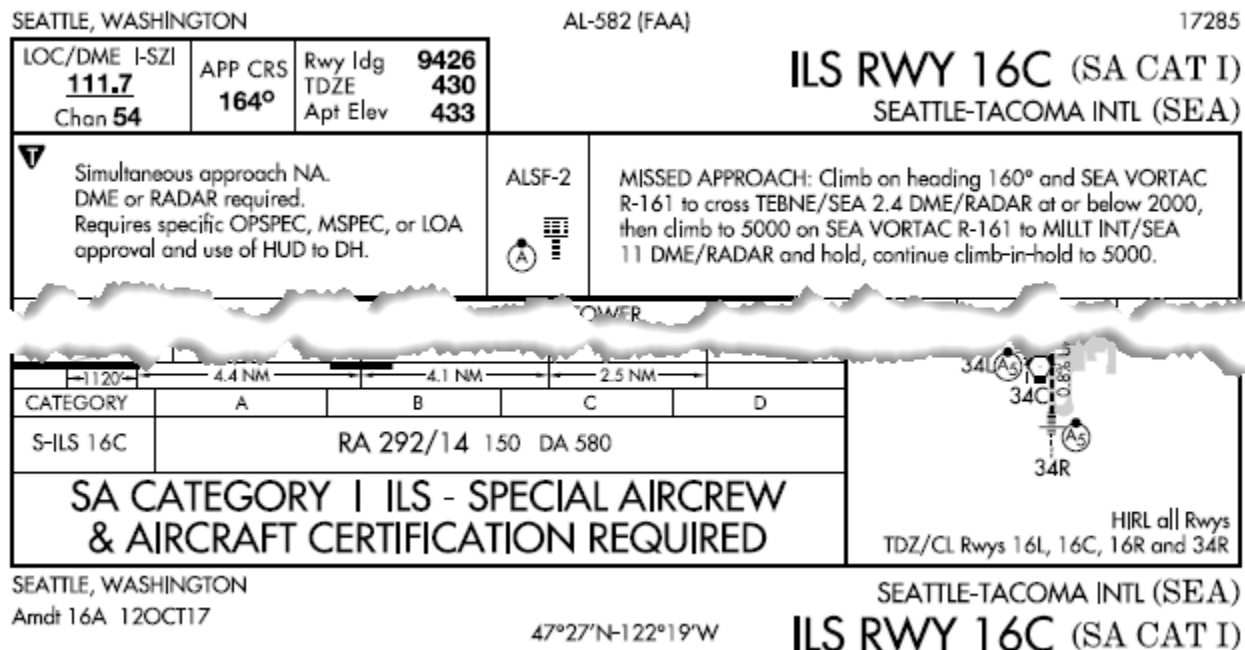 SEATTLE, WASHINGTON
AL-582 (FAA)
17285
LOC/DME I-SZI
111.7
Chan 54
APP CRS
164°
Rwy ldg 9426
TDZE 430
Apt Elev 433
ILS RWY 16C (SA CAT I)
SEATTLE-TACOMA INTL (SEA)
T
Simultaneous approach NA.
DME or RADAR required.
Requires specific OPSPEC, MSPEC, or LOA
approval and use of HUD to DH.
ALSF-2
A
MISSED APPROACH: Climb on heading 160° and SEA VORTAC
R-161 to cross TEBNE/SEA 2.4 DME/RADAR at or below 2000,
then climb to 5000 on SEA VORTAC R-161 to MILLT INT/SEA
11 DME/RADAR and hold, continue climb-in-hold to 5000.
TOWER
1120' 4.4 NM 4.1 NM 2.5 NM
CATEGORY A B C D
S-ILS 16C RA 292/14 150 DA 580
SA CATEGORY I ILS - SPECIAL AIRCREW
& AIRCRAFT CERTIFICATION REQUIRED
34L A5
0.8%
34C
A5
34R
HIRL all Rwys
TDZ/CL Rwys 16L, 16C, 16R and 34R
SEATTLE, WASHINGTON
Amdt 16A 12OCT17
47°27'N-122°19'W
SEATTLE-TACOMA INTL (SEA)
ILS RWY 16C (SA CAT I)